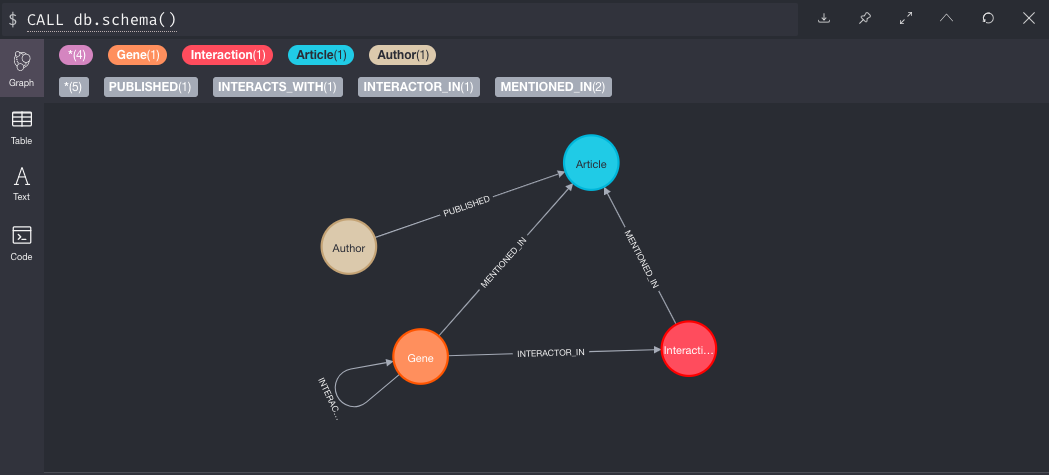 $ CALL db.schema()
Graph
*(4) Gene(1) Interaction(1) Article(1) Author(1)
*(5) PUBLISHED(1) INTERACTS_WITH(1) INTERACTOR_IN(1) MENTIONED_IN(2)
Table
Text
Code
Article
PUBLISHED
Author
MENTIONED_IN
MENTIONED_IN
Gene
INTERACTOR_IN
Interacti...
INTERAC...